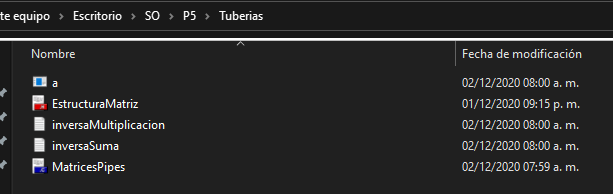 te equipo > Escritorio > SO > P5 > Tuberias
Nombre Fecha de modificación
a 02/12/2020 08:00 a. m.
EstructuraMatriz 01/12/2020 09:15 p. m.
inversaMultiplicacion 02/12/2020 08:00 a. m.
inversaSuma 02/12/2020 08:00 a. m.
MatricesPipes 02/12/2020 07:59 a. m.